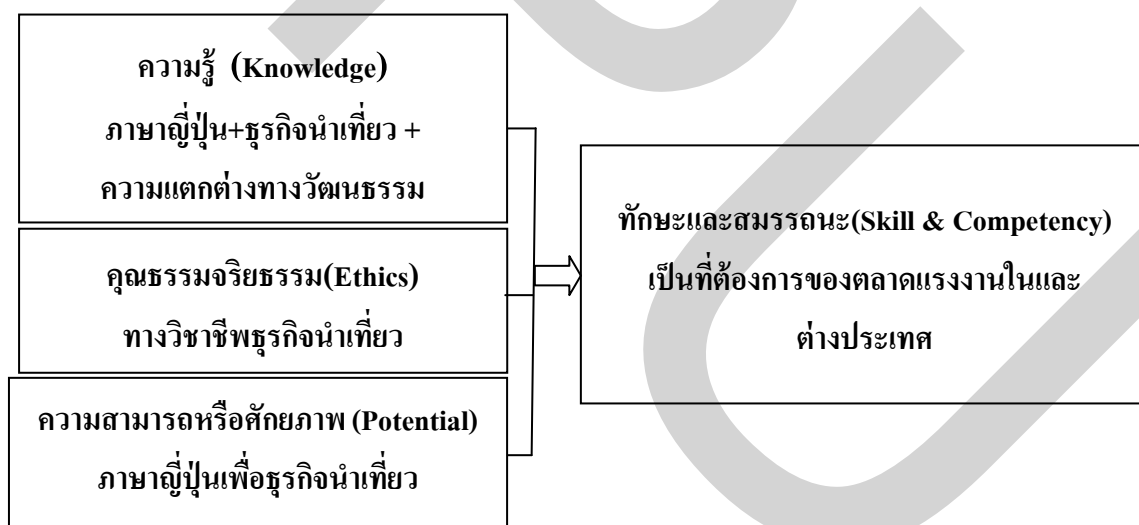 ความรู้ (Knowledge)
ภาษาญี่ปุ่น+ธุรกิจนำเที่ยว +
ความแตกต่างทางวัฒนธรรม
คุณธรรมจริยธรรม(Ethics)
ทางวิชาชีพธุรกิจนำเที่ยว
ความสามารถหรือศักยภาพ (Potential)
ภาษาญี่ปุ่นเพื่อธุรกิจนำเที่ยว
ทักษะและสมรรถนะ(Skill & Competency)
เป็นที่ต้องการของตลาดแรงงานในและ
ต่างประเทศ